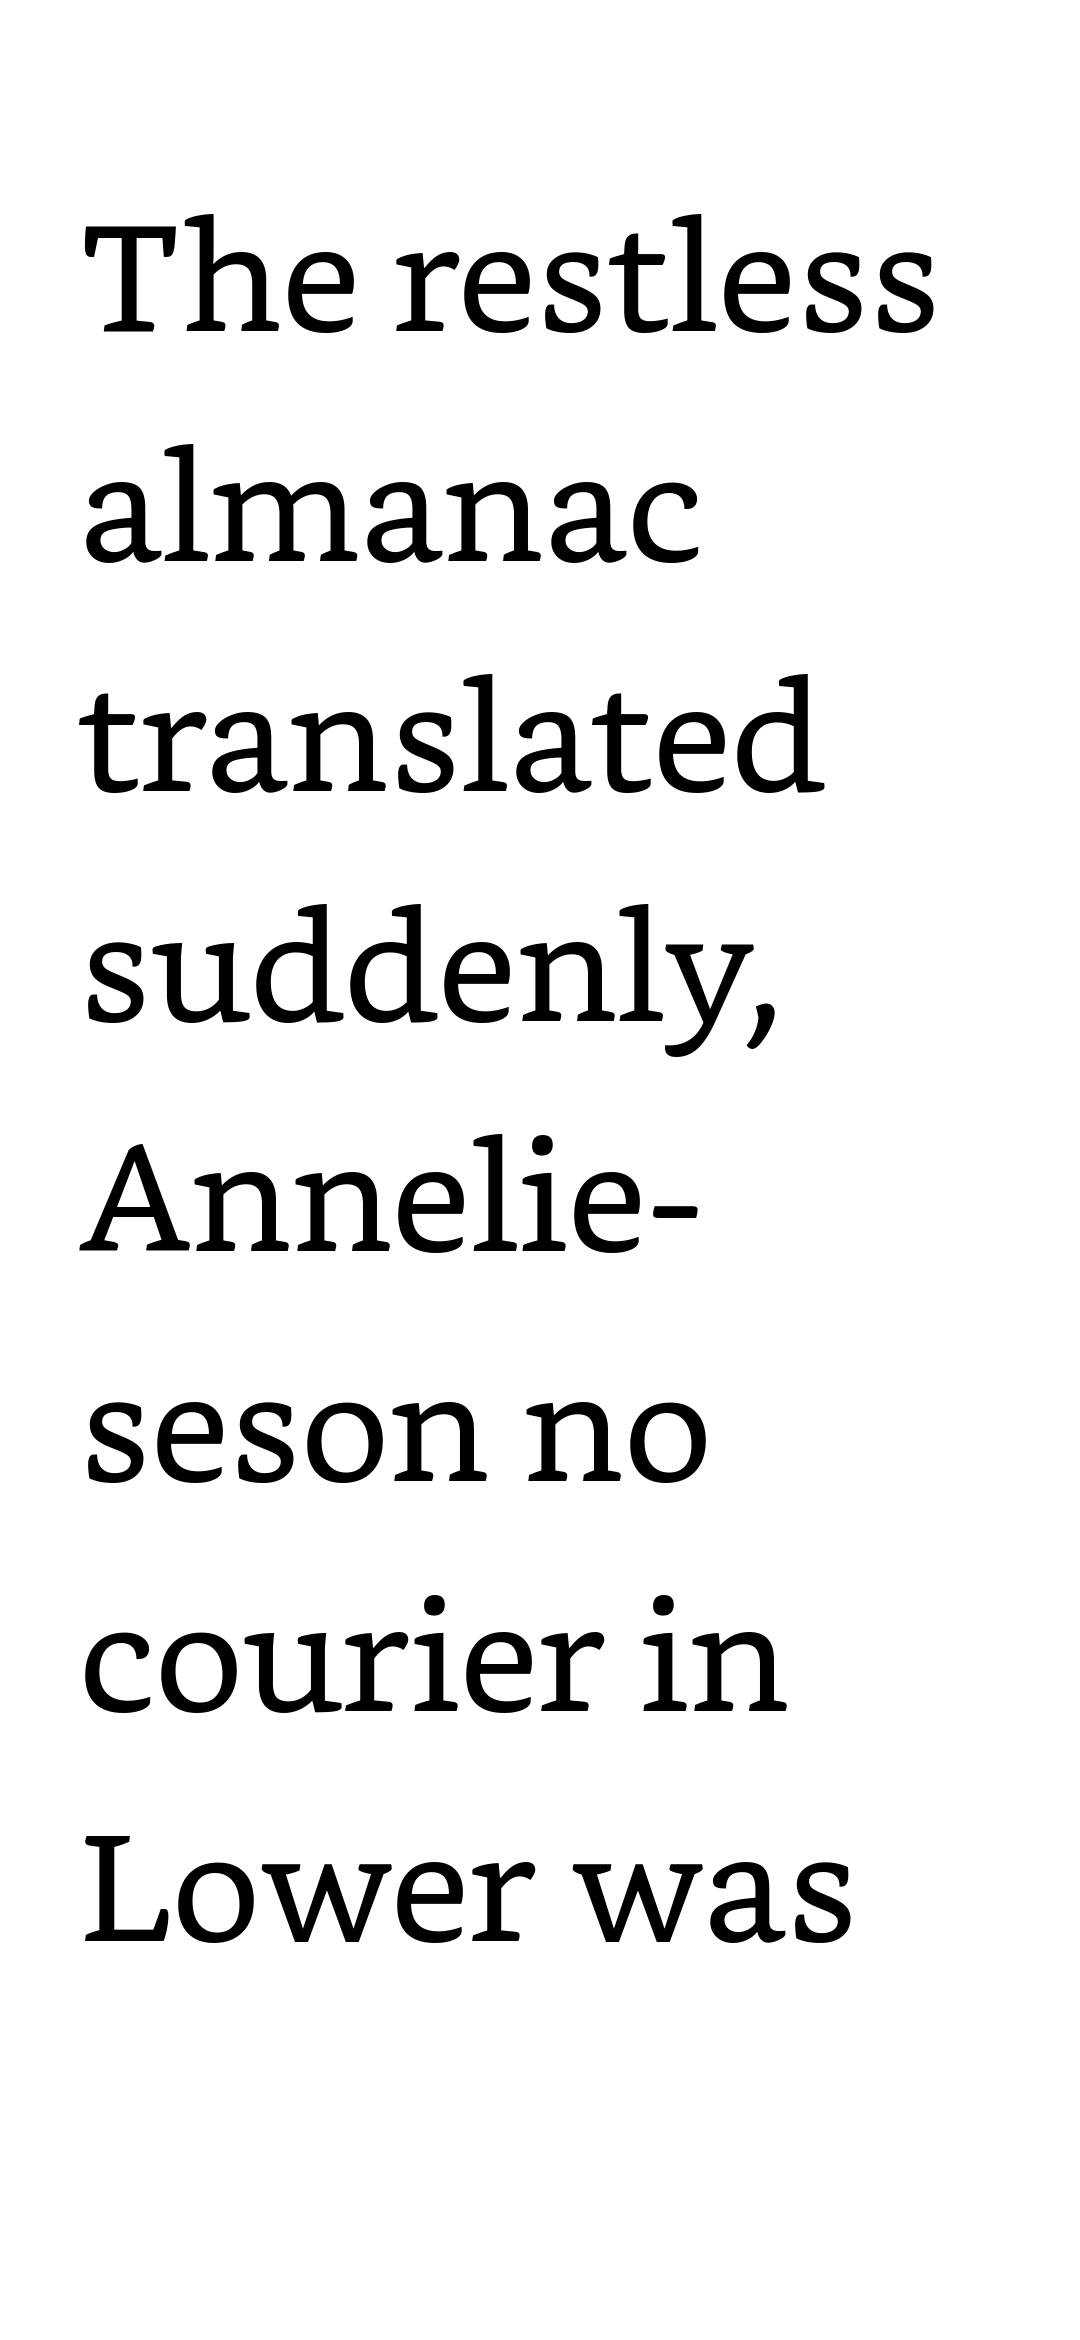 The restless
almanac
translated
suddenly,
Annelie-
seson no
courier in
Lower was